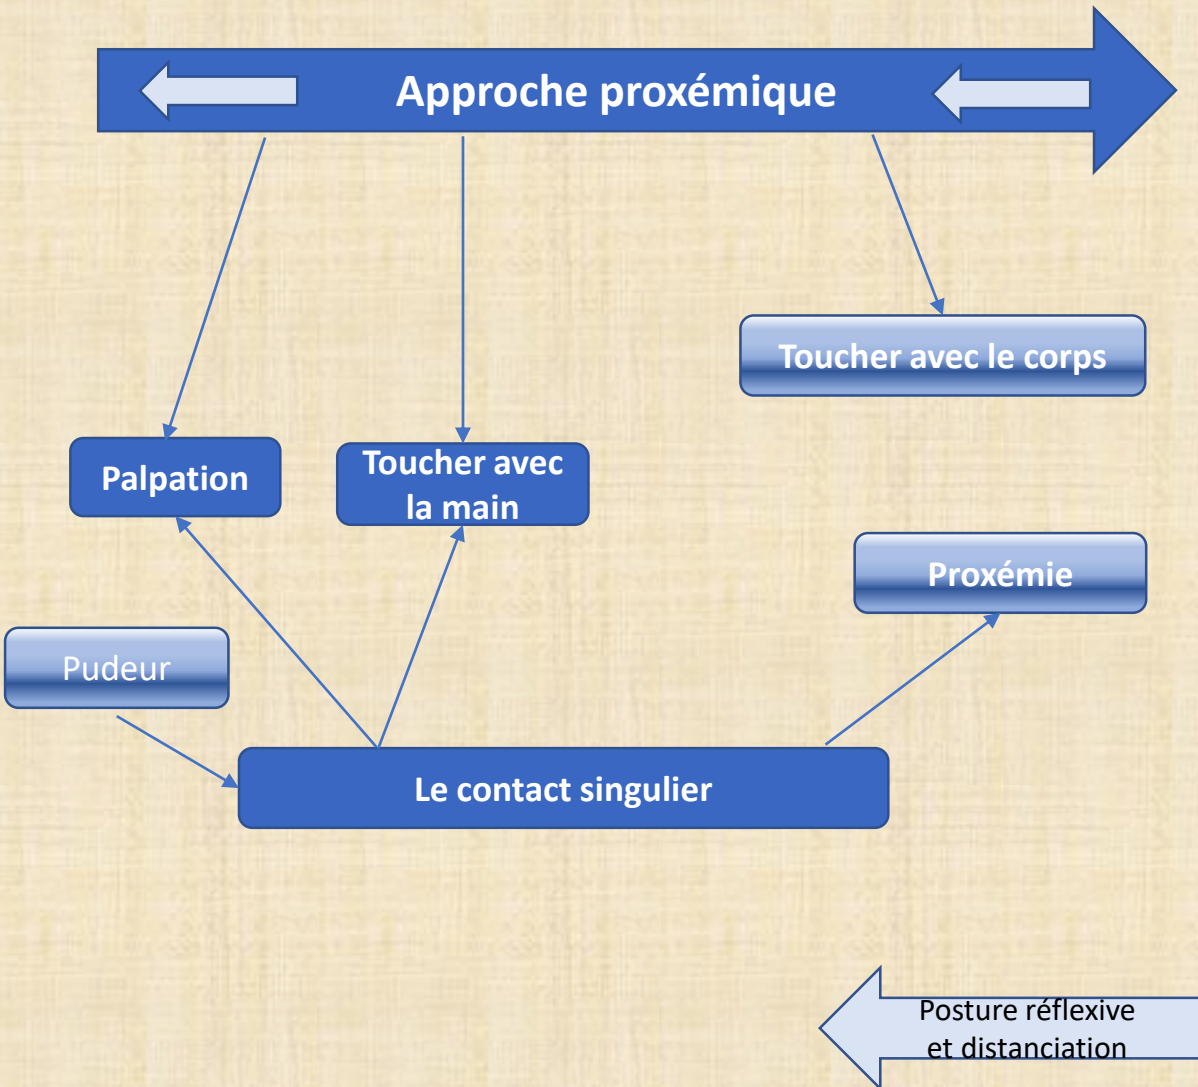 Approche proxémique
Toucher avec le corps
Palpation
Toucher avec
la main
Proxémie
Pudeur
Le contact singulier
Posture réflexive
et distanciation